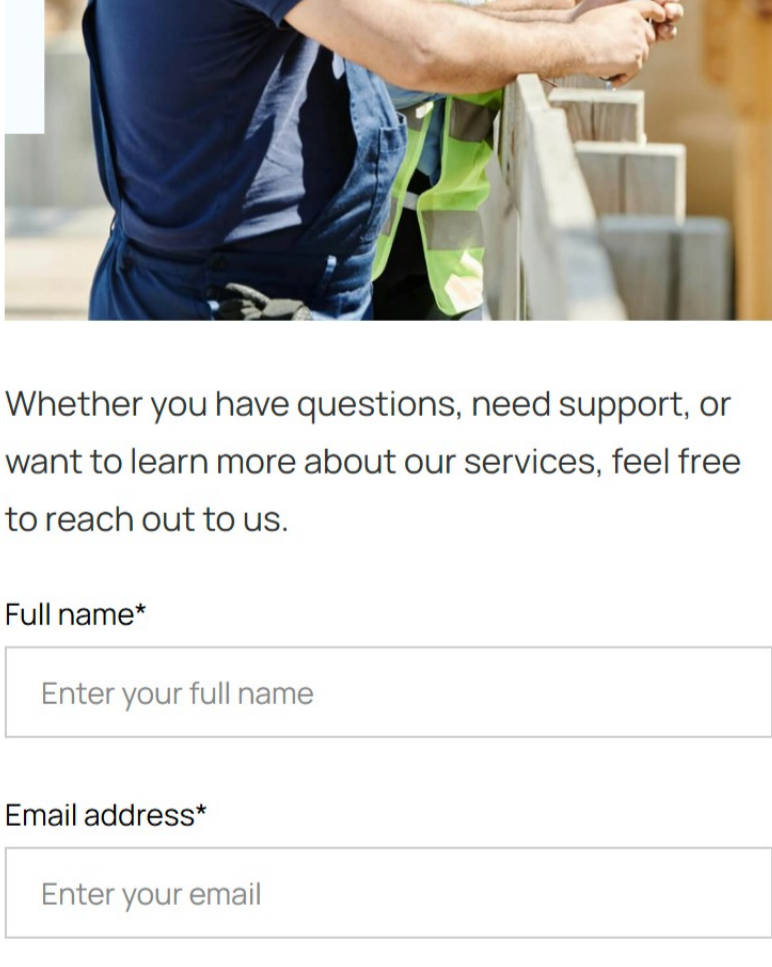 Whether you have questions, need support, or
want to learn more about our services, feel free
to reach out to us.
Full name*
Enter your full name
Email address*
Enter your email